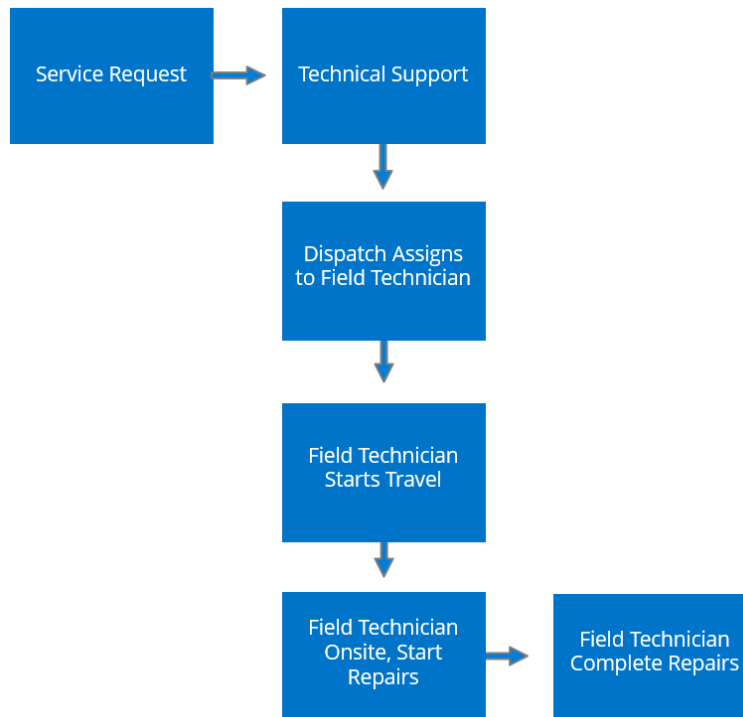 Service Request
Technical Support
Dispatch Assigns
to Field Technician
Field Technician
Starts Travel
Field Technician
Onsite, Start
Repairs
Field Technician
Complete Repairs